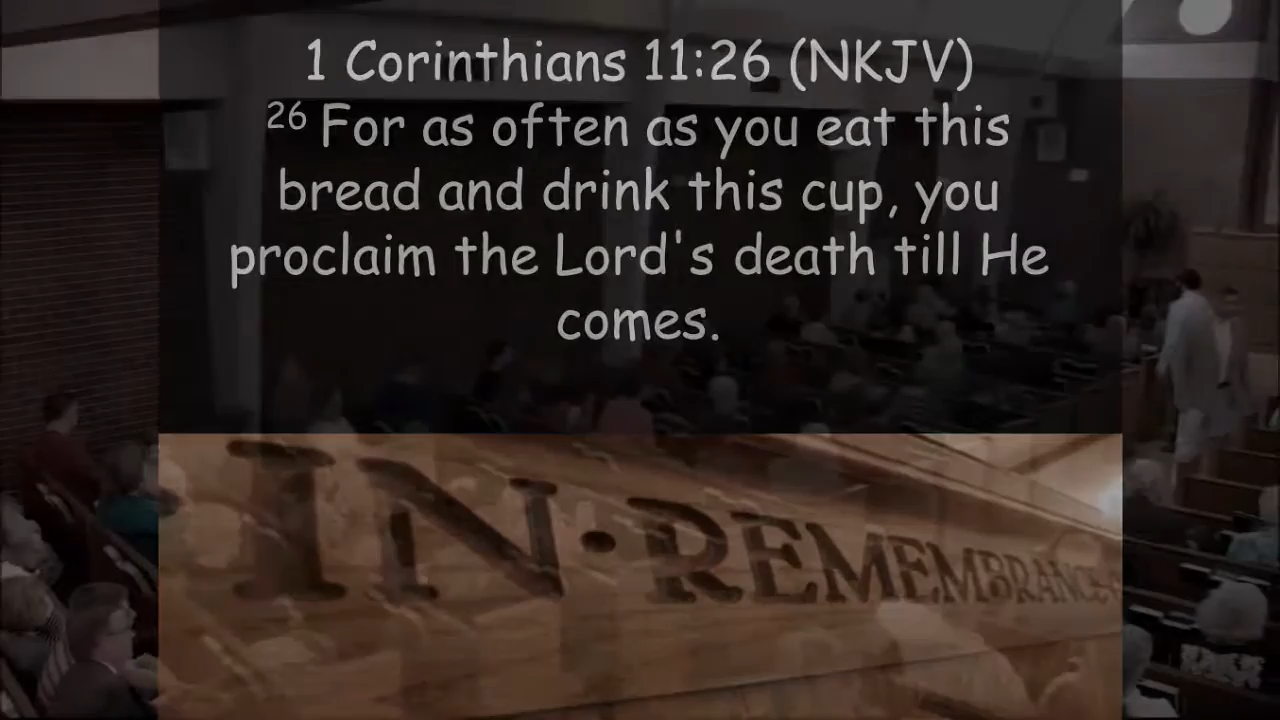 1 Corinthians 11:26 (NKJV)
26 For as often as you eat this
bread and drink this cup, you
proclaim the Lord's death till He
comes.
IN·REMEMBRANCE